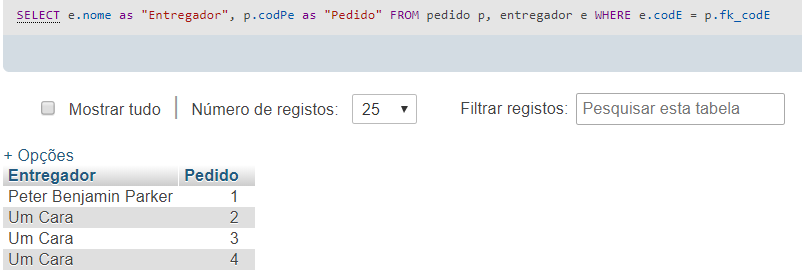 SELECT e.nome as "Entregador", p.codPe as "Pedido" FROM pedido p, entregador e WHERE e.codE = p.fk_codE
Mostrar tudo | Número de registos: 25 Filtrar registos: Pesquisar esta tabela
+ Opções
Entregador Pedido
Peter Benjamin Parker 1
Um Cara 2
Um Cara 3
Um Cara 4